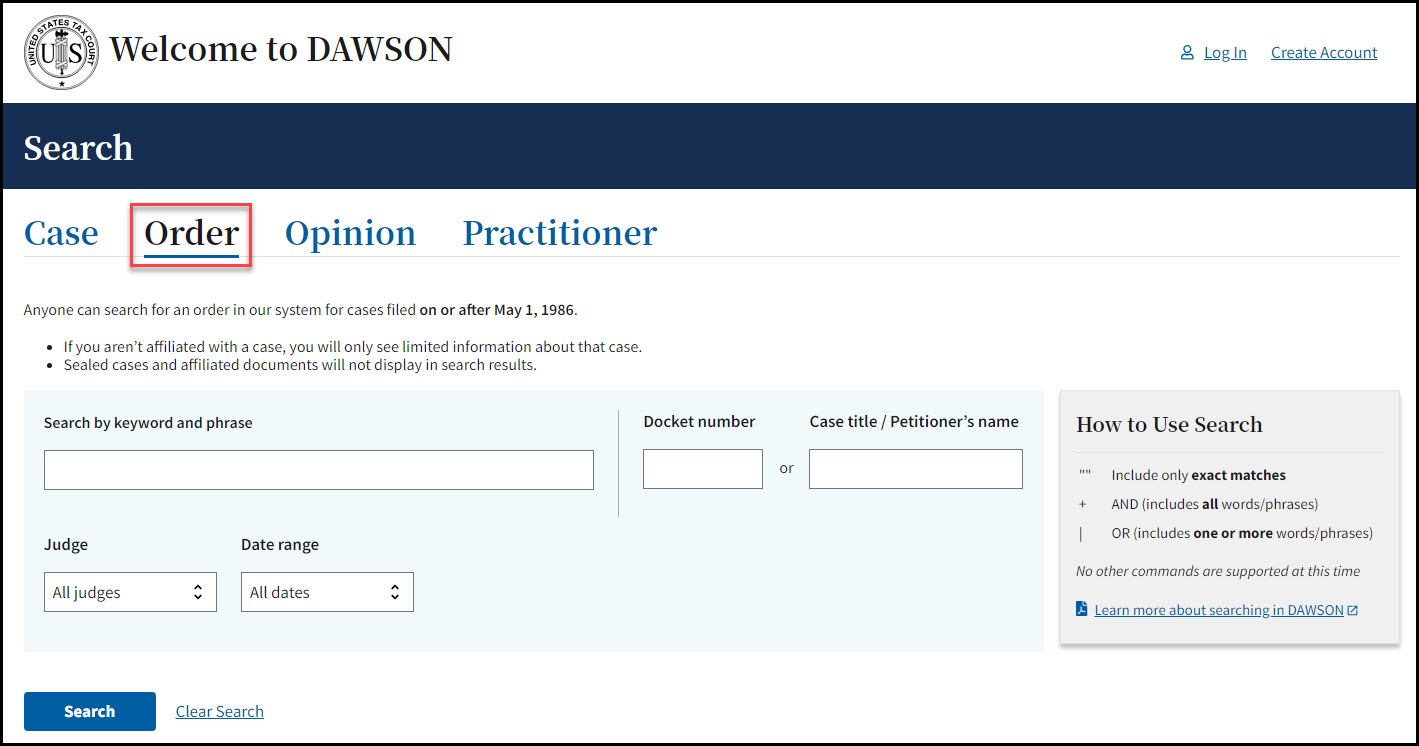 UNITED STATES TAX COURT
US
Welcome to DAWSON
Log In
Create Account
Search
Case
Order
Opinion
Practitioner
Anyone can search for an order in our system for cases filed on or after May 1, 1986.
• If you aren’t affiliated with a case, you will only see limited information about that case.
• Sealed cases and affiliated documents will not display in search results.
Search by keyword and phrase
Docket number
or
Case title / Petitioner’s name
Judge
All judges
Date range
All dates
How to Use Search
"" Include only exact matches
+ AND (includes all words/phrases)
| OR (includes one or more words/phrases)
No other commands are supported at this time
Learn more about searching in DAWSON
Search
Clear Search